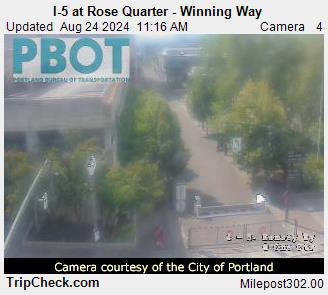 I-5 at Rose Quarter - Winning Way
Updated Aug 24 2024 11:16 AM Camera 4
PBOT
PORTLAND BUREAU OF TRANSPORTATION
Camera courtesy of the City of Portland
TripCheck.com Milepost302.00